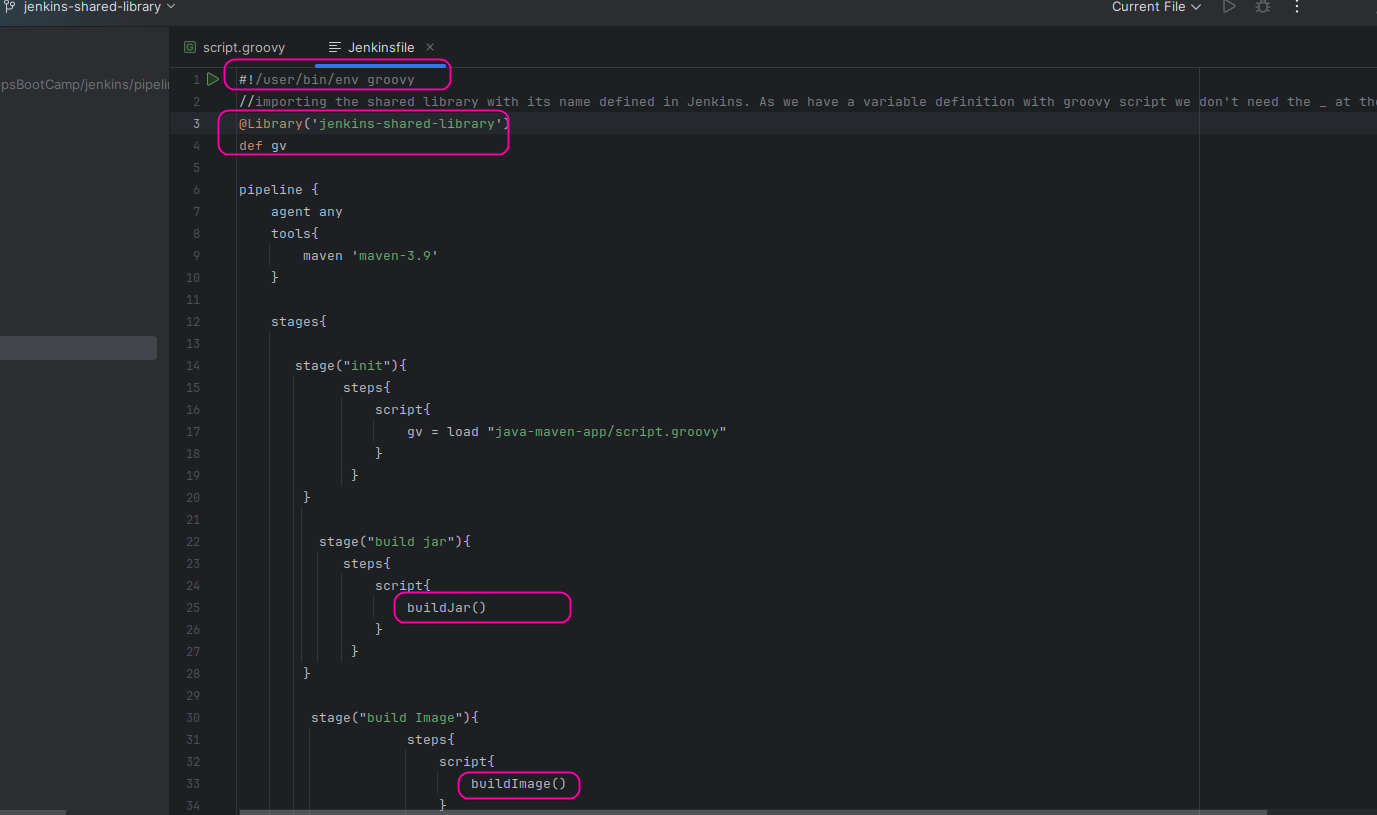 jenkins-shared-library
Current File
script.groovy
Jenkinsfile
psBootCamp/jenkins/pipelin
1 #!/user/bin/env groovy
2 //importing the shared library with its name defined in Jenkins. As we have a variable definition with groovy script we don't need the _ at the
3 @Library('jenkins-shared-library')
4 def gv
5
6 pipeline {
7 agent any
8 tools{
9 maven 'maven-3.9'
10 }
11
12 stages{
13
14 stage("init"){
15 steps{
16 script{
17 gv = load "java-maven-app/script.groovy"
18 }
19 }
20 }
21
22 stage("build jar"){
23 steps{
24 script{
25 buildJar()
26 }
27 }
28 }
29
30 stage("build Image"){
31 steps{
32 script{
33 buildImage()
34 }